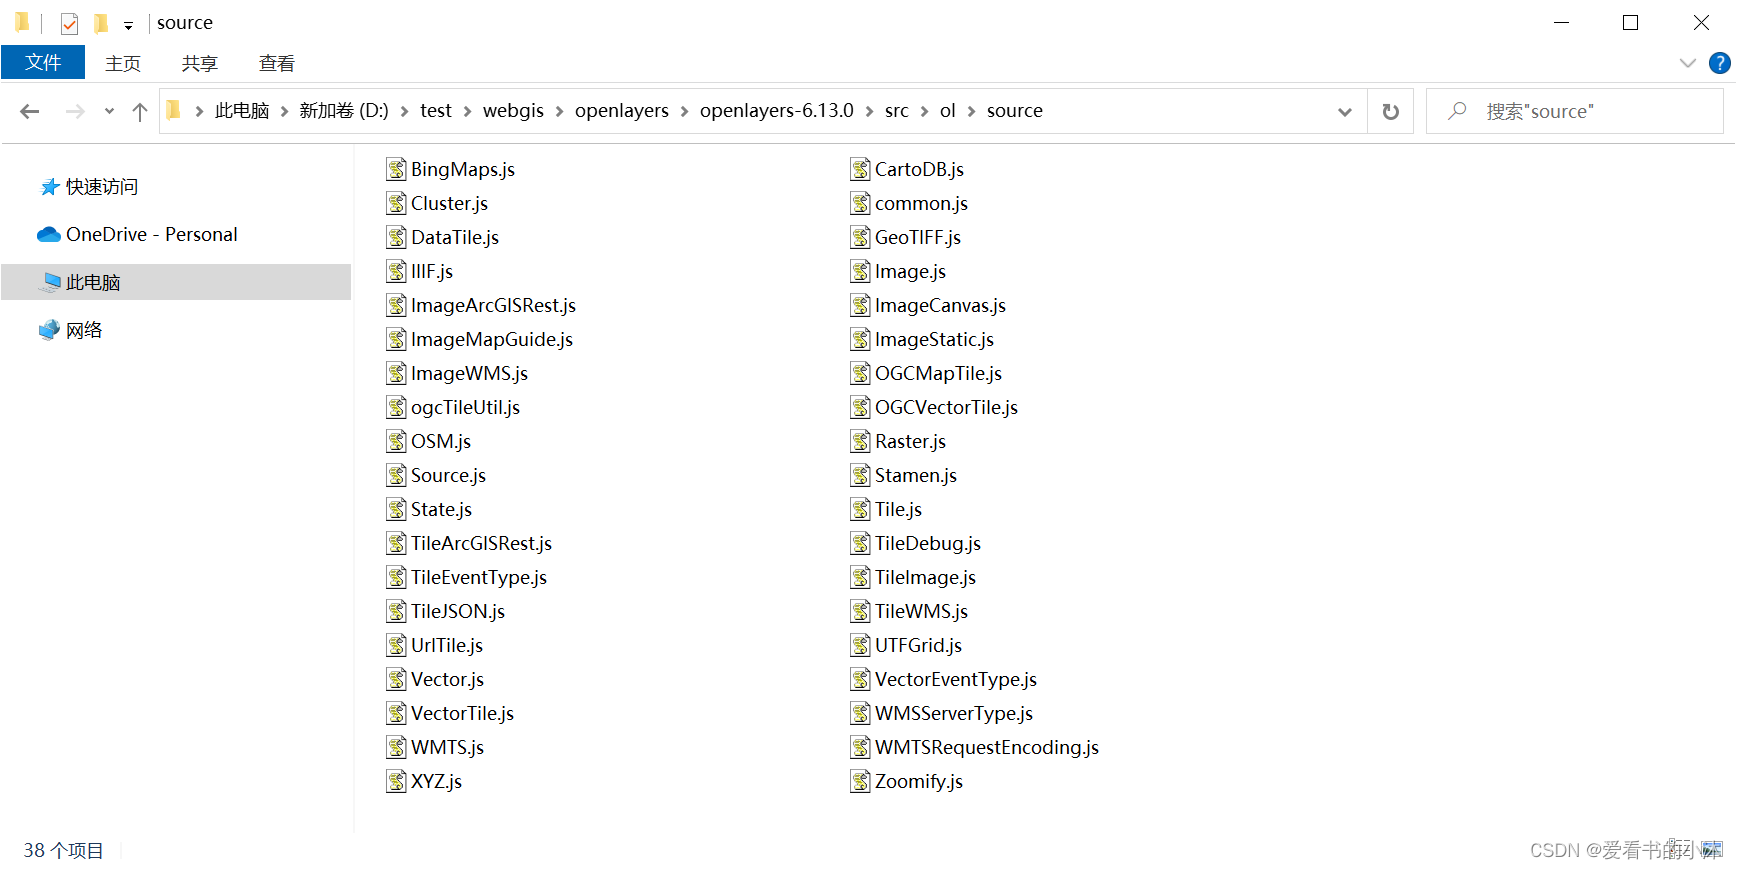 source
文件 主页 共享 查看
此电脑 新加卷 (D:) test webgis openlayers openlayers-6.13.0 src ol source
搜索"source"
快速访问
OneDrive - Personal
此电脑
网络
BingMaps.js CartoDB.js
Cluster.js common.js
DataTile.js GeoTIFF.js
IIIF.js Image.js
ImageArcGISRest.js ImageCanvas.js
ImageMapGuide.js ImageStatic.js
ImageWMS.js OGCMapTile.js
ogcTileUtil.js OGCVectorTile.js
OSM.js Raster.js
Source.js Stamen.js
State.js Tile.js
TileArcGISRest.js TileDebug.js
TileEventType.js TileImage.js
TileJSON.js TileWMS.js
UrlTile.js UTFGrid.js
Vector.js VectorEventType.js
VectorTile.js WMSServerType.js
WMTS.js WMTSRequestEncoding.js
XYZ.js Zoomify.js
38 个项目
CSDN @爱看书的小沐